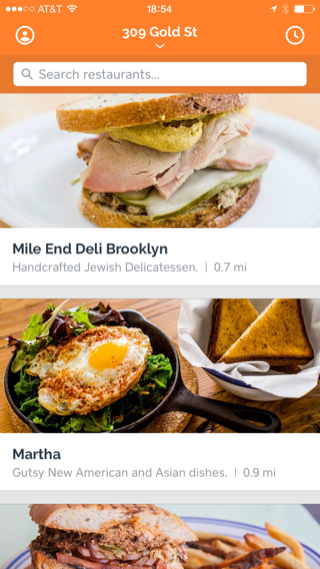 AT&T 18:54
309 Gold St
Search restaurants...
Mile End Deli Brooklyn
Handcrafted Jewish Delicatessen. | 0.7 mi
Martha
Gutsy New American and Asian dishes. | 0.9 mi